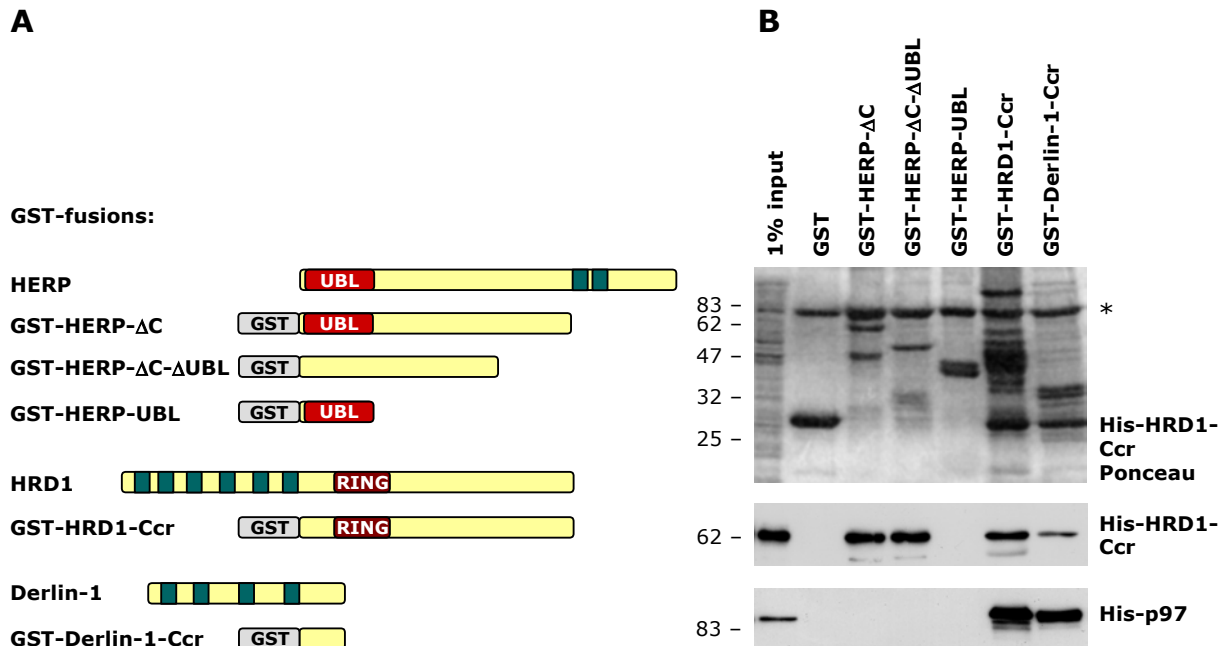 A
B
GST-fusions:
HERP
UBL
GST-HERP-ΔC
GST
UBL
GST-HERP-ΔC-ΔUBL
GST
GST-HERP-UBL
GST
UBL
HRD1
RING
GST-HRD1-Ccr
GST
RING
Derlin-1
GST-Derlin-1-Ccr
GST
1% input
GST
GST-HERP-ΔC
GST-HERP-ΔC-ΔUBL
GST-HERP-UBL
GST-HRD1-Ccr
GST-Derlin-1-Ccr
83 –
62 –
47 –
32 –
25 –
*
His-HRD1-
Ccr
Ponceau
62 –
His-HRD1-
Ccr
83 –
His-p97